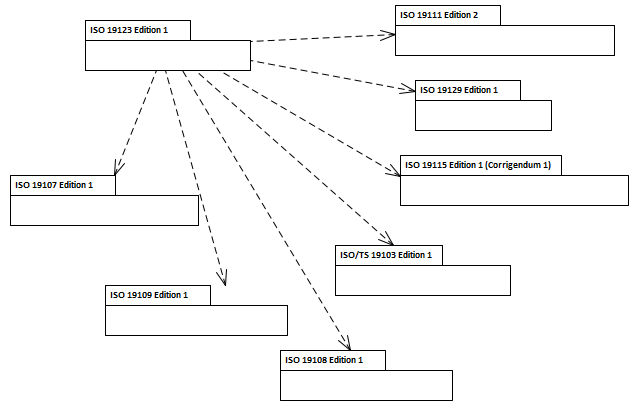 ISO 19123 Edition 1
ISO 19111 Edition 2
ISO 19129 Edition 1
ISO 19115 Edition 1 (Corrigendum 1)
ISO 19107 Edition 1
ISO/TS 19103 Edition 1
ISO 19109 Edition 1
ISO 19108 Edition 1